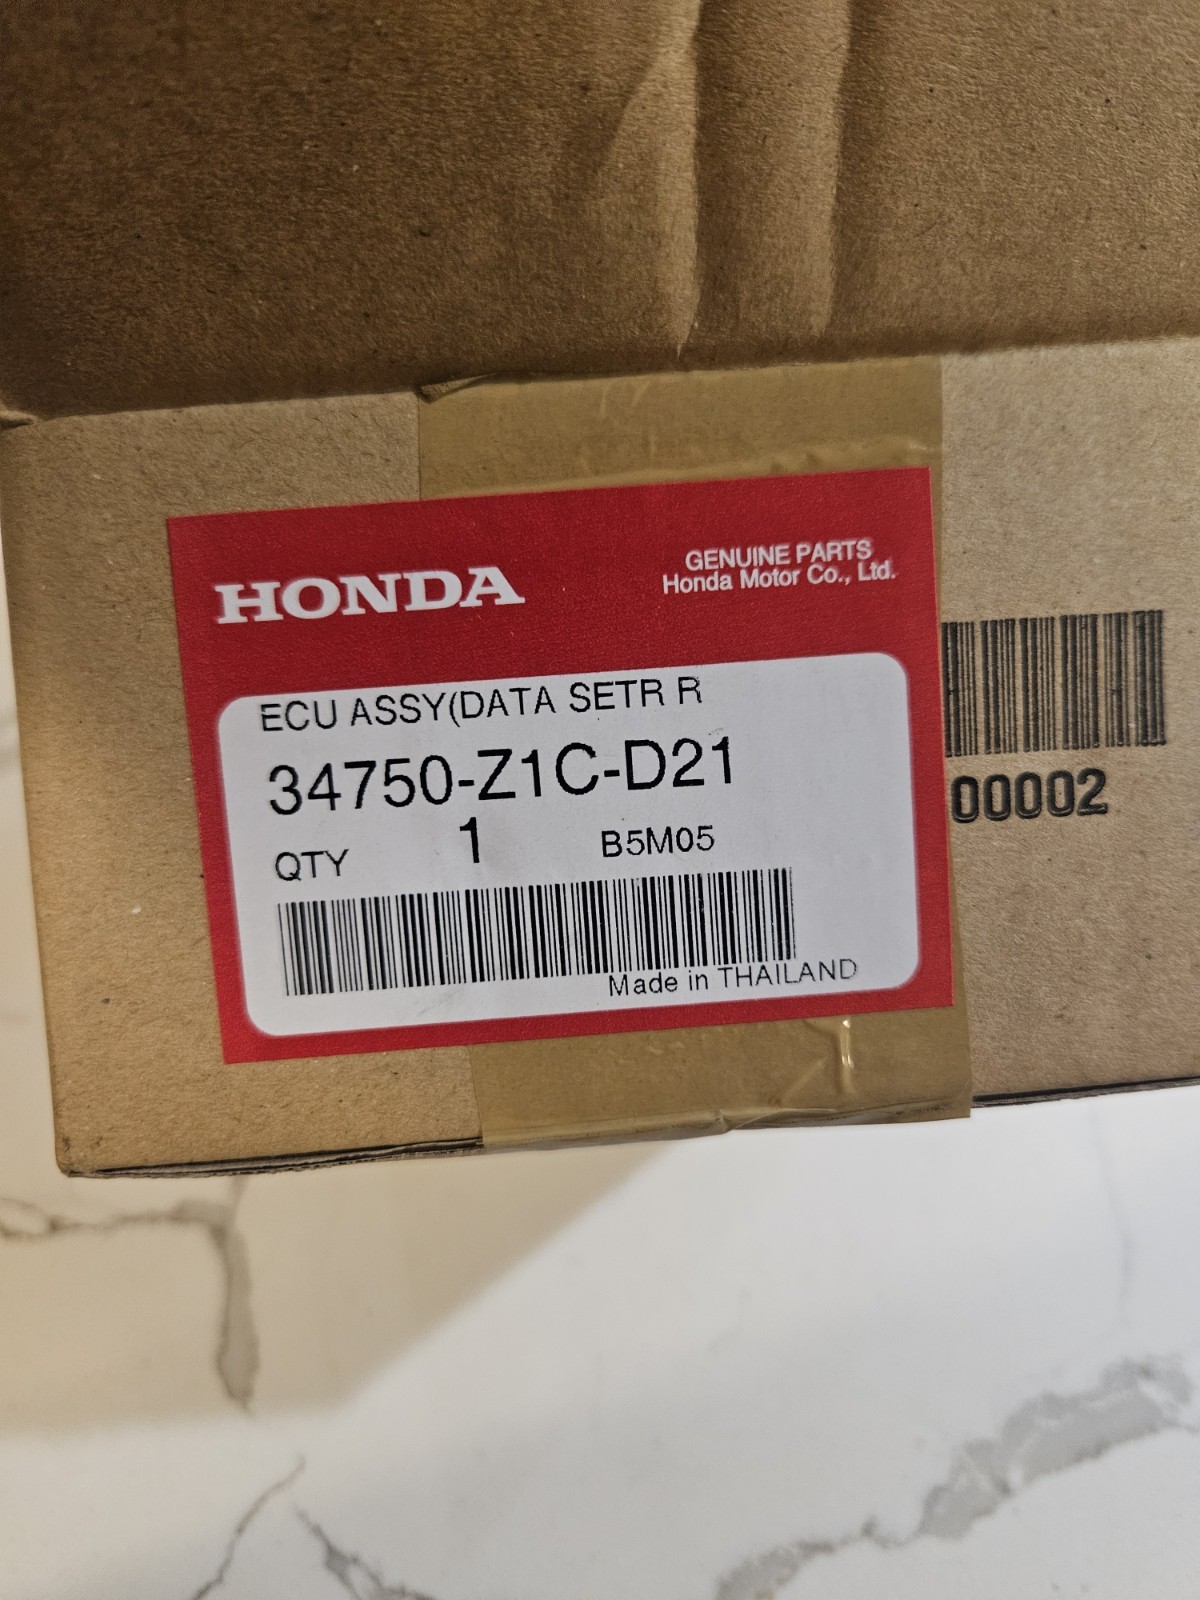 HONDA
GENUINE PARTS
Honda Motor Co., Ltd.
ECU ASSY(DATA SETR R
34750-Z1C-D21
QTY 1 B5M05
Made in THAILAND
00002